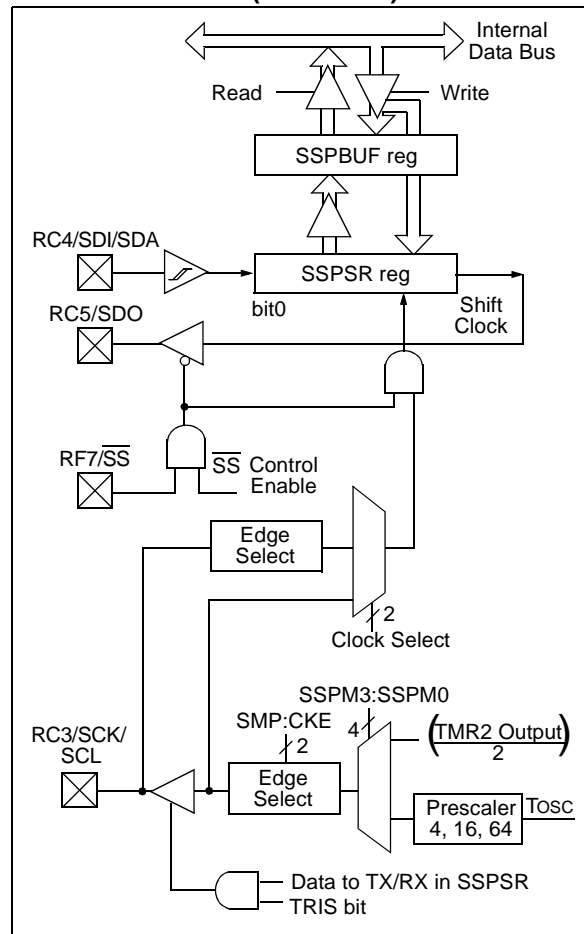 Internal
Data Bus
Read
Write
SSPBUF reg
RC4/SDI/SDA
SSPSR reg
bit0
Shift
Clock
RC5/SDO
RF7/SS
SS Control
Enable
Edge
Select
2
Clock Select
SSPM3:SSPM0
SMP:CKE
4
(TMR2 Output)
2
2
RC3/SCK/
SCL
Edge
Select
Prescaler
4, 16, 64
TOSC
Data to TX/RX in SSPSR
TRIS bit